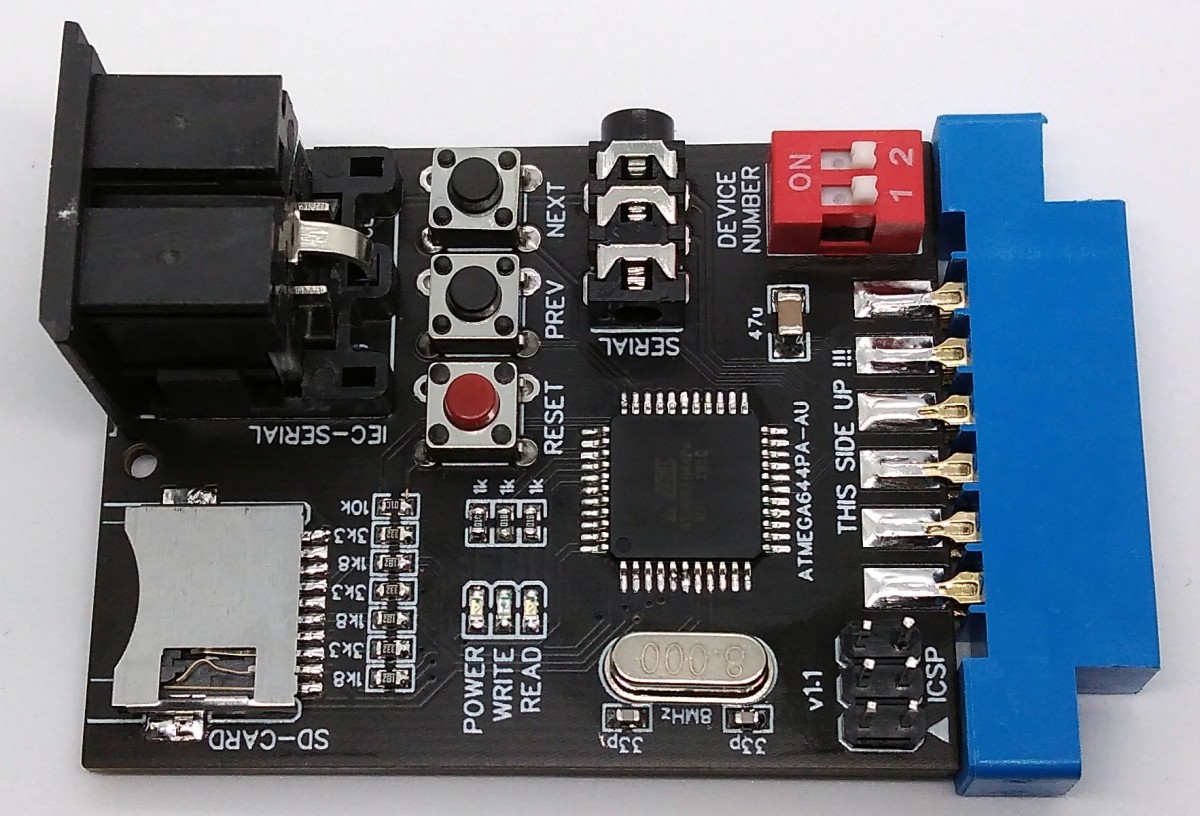 ON
1 2
DEVICE
NUMBER
NEXT
PREV
RESET
SERIAL
47u
THIS SIDE UP !!!
IEC-SERIAL
ATMEGA644PA-AU
1k
1k
1k
10k
3k3
1k8
3k3
1k8
3k3
1k8
POWER
WRITE
READ
8.000
8MHz
33p
33p
v1.1
ICSP
SD-CARD